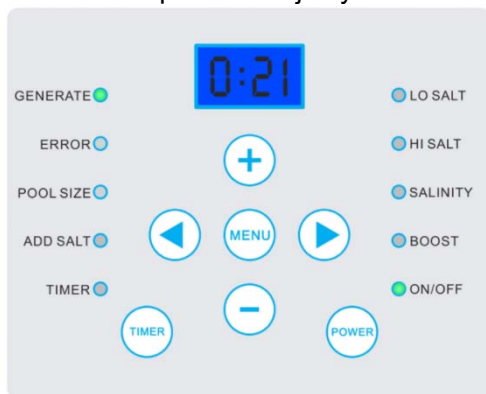 0:21
GENERATE
LO SALT
ERROR
HI SALT
+
POOL SIZE
SALINITY
ADD SALT
MENU
BOOST
TIMER
ON/OFF
−
TIMER
POWER